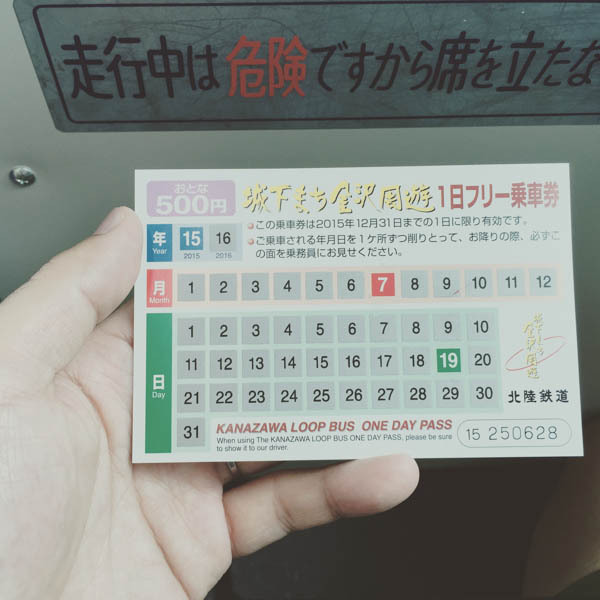 走行中は危険ですから席を立たな
おとな
500円
城下まち金沢周遊 1日フリー乗車券
●この乗車券は2015年12月31日までの1日に限り有効です。
●ご乗車される年月日を1ケ所ずつ削りとって、お降りの際、必ずこ
の面を乗務員にお見せください。
年 15 16
Year 2015 2016
月 1 2 3 4 5 6 7 8 9 10 11 12
Month
1 2 3 4 5 6 7 8 9 10
日 11 12 13 14 15 16 17 18 19 20
Day 21 22 23 24 25 26 27 28 29 30
31
城下まち
金沢周遊
北陸鉄道
KANAZAWA LOOP BUS ONE DAY PASS
When using The KANAZAWA LOOP BUS ONE DAY PASS, please be sure
to show it to our driver.
15 250628